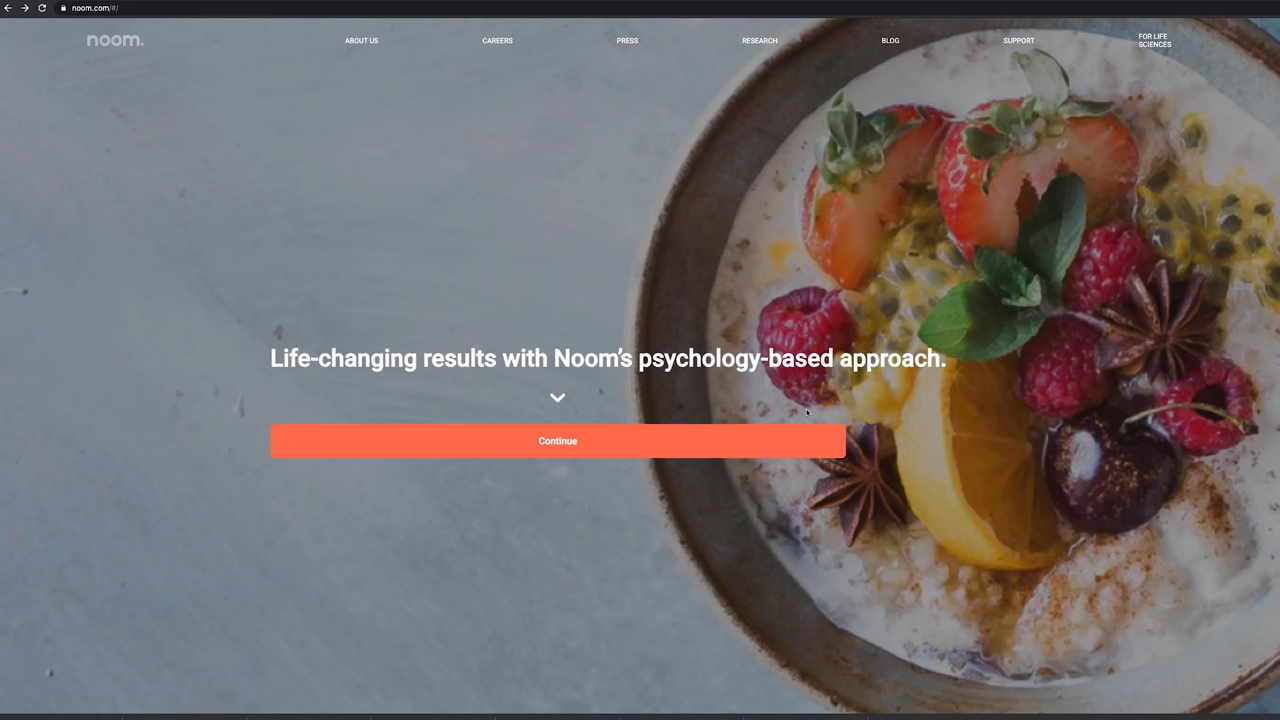 noom.com/#/
noom.
ABOUT US
CAREERS
PRESS
RESEARCH
BLOG
SUPPORT
FOR LIFE
SCIENCES
Life-changing results with Noom’s psychology-based approach.
Continue